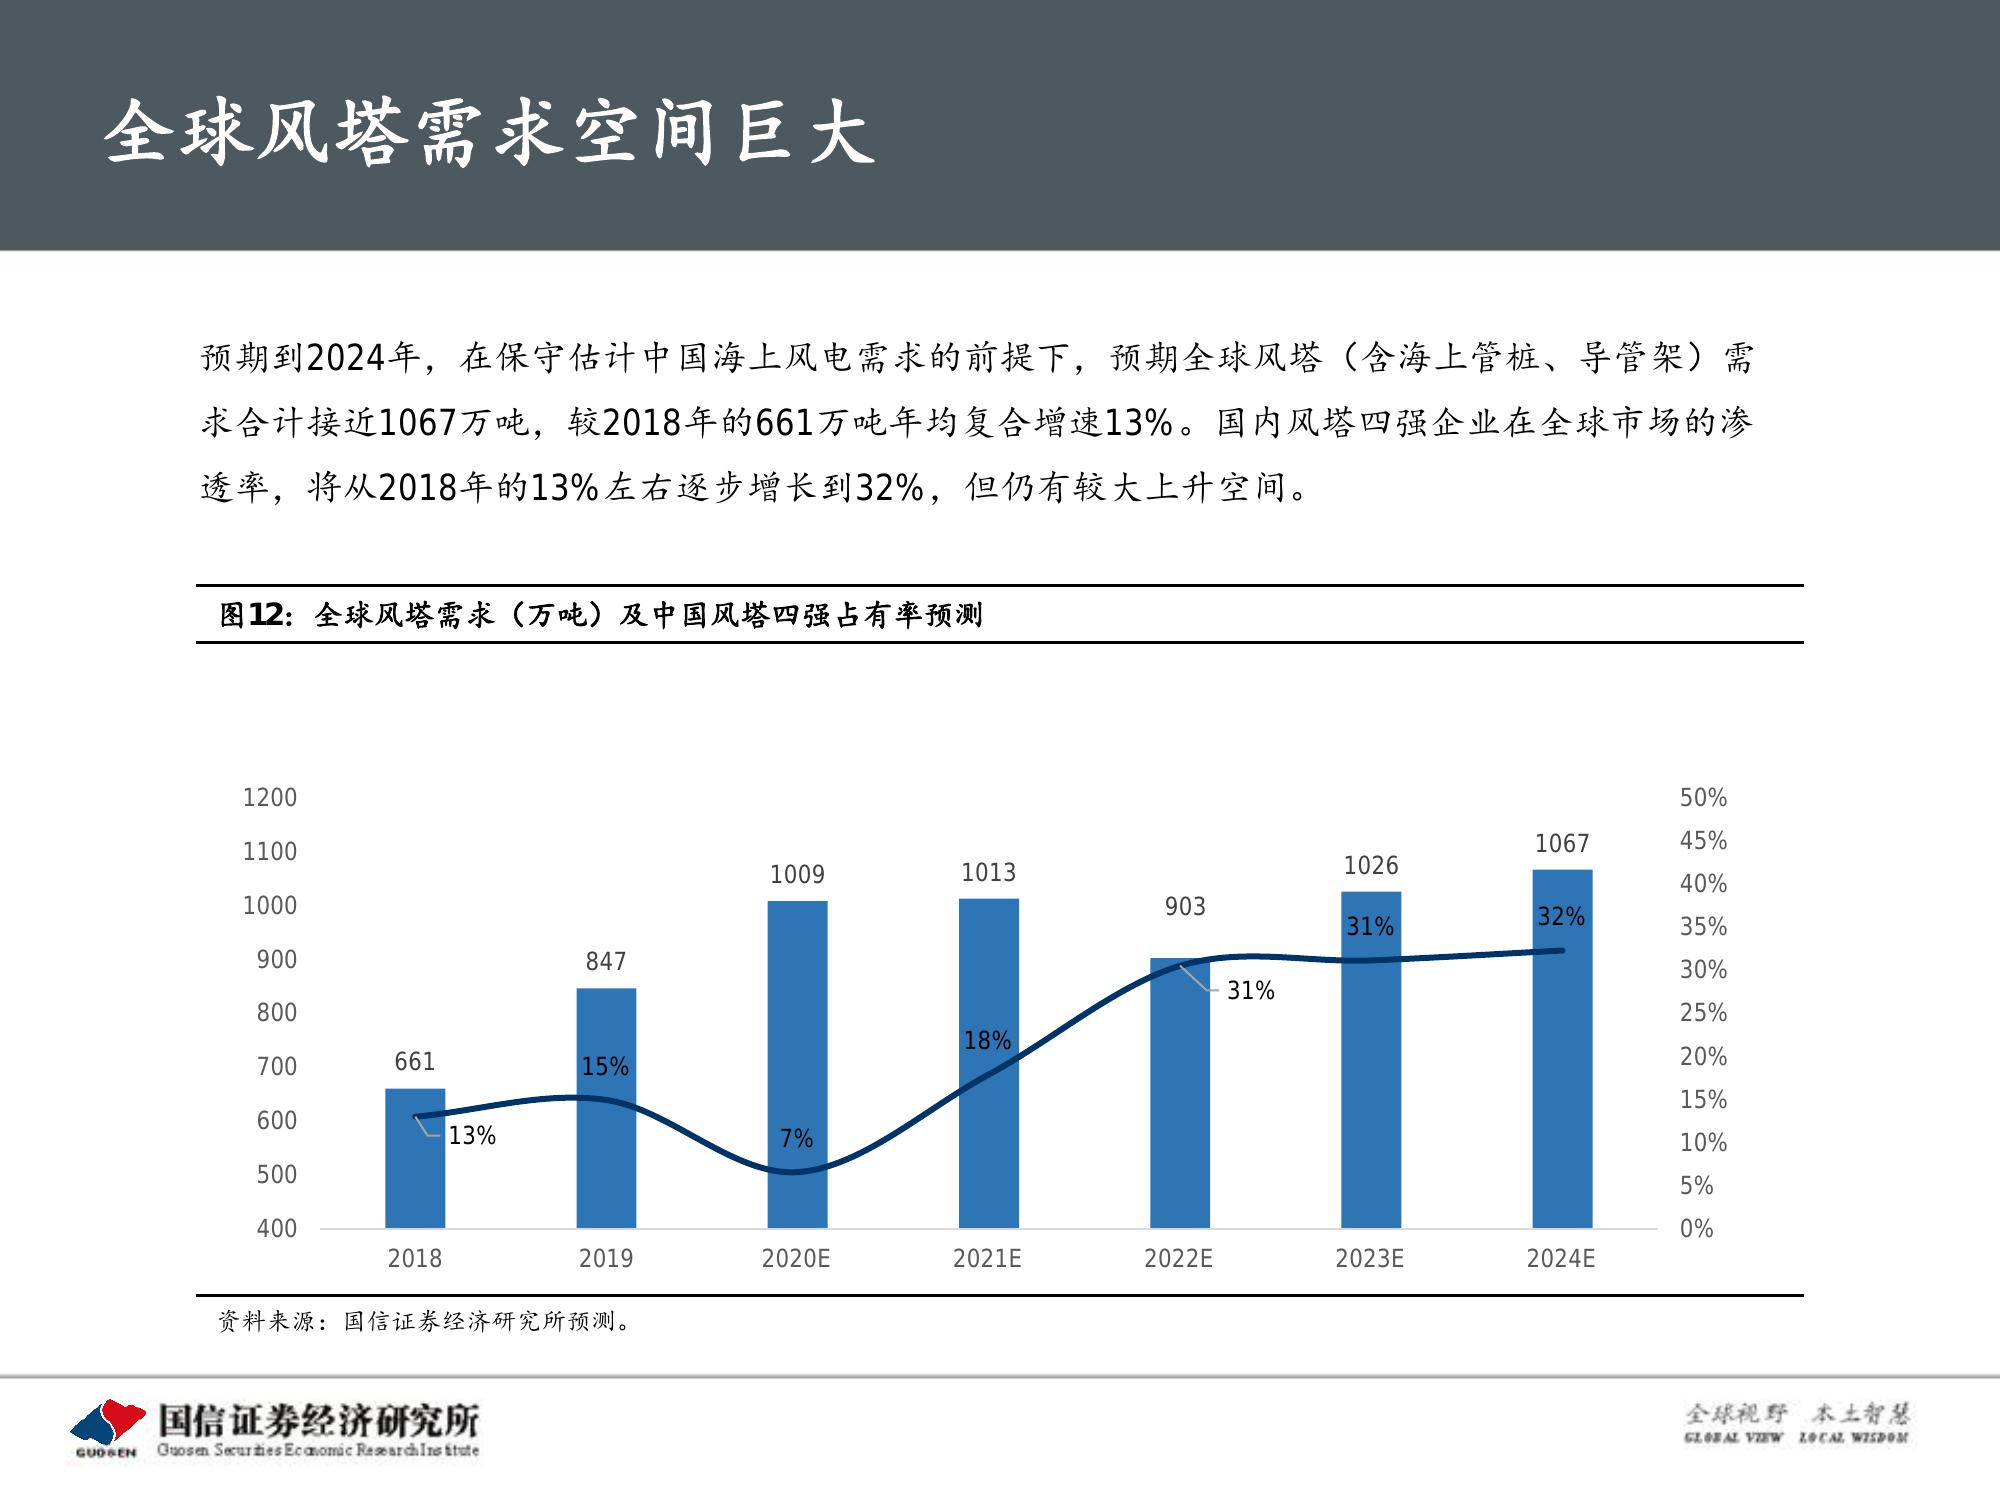 全球风塔需求空间巨大
预期到2024年，在保守估计中国海上风电需求的前提下，预期全球风塔（含海上管桩、导管架）需
求合计接近1067万吨，较2018年的661万吨年均复合增速13%。国内风塔四强企业在全球市场的渗
透率，将从2018年的13%左右逐步增长到32%，但仍有较大上升空间。
图12：全球风塔需求（万吨）及中国风塔四强占有率预测
1200
1100
1000
900
800
700
600
500
400
661
847
1009
1013
903
1026
1067
13%
15%
7%
18%
31%
31%
32%
50%
45%
40%
35%
30%
25%
20%
15%
10%
5%
0%
2018
2019
2020E
2021E
2022E
2023E
2024E
资料来源：国信证券经济研究所预测。
GUOSEN
国信证券经济研究所
Guosen Securities Economic Research Institute
全球视野 本土智慧
GLOBAL VIEW LOCAL WISDOM